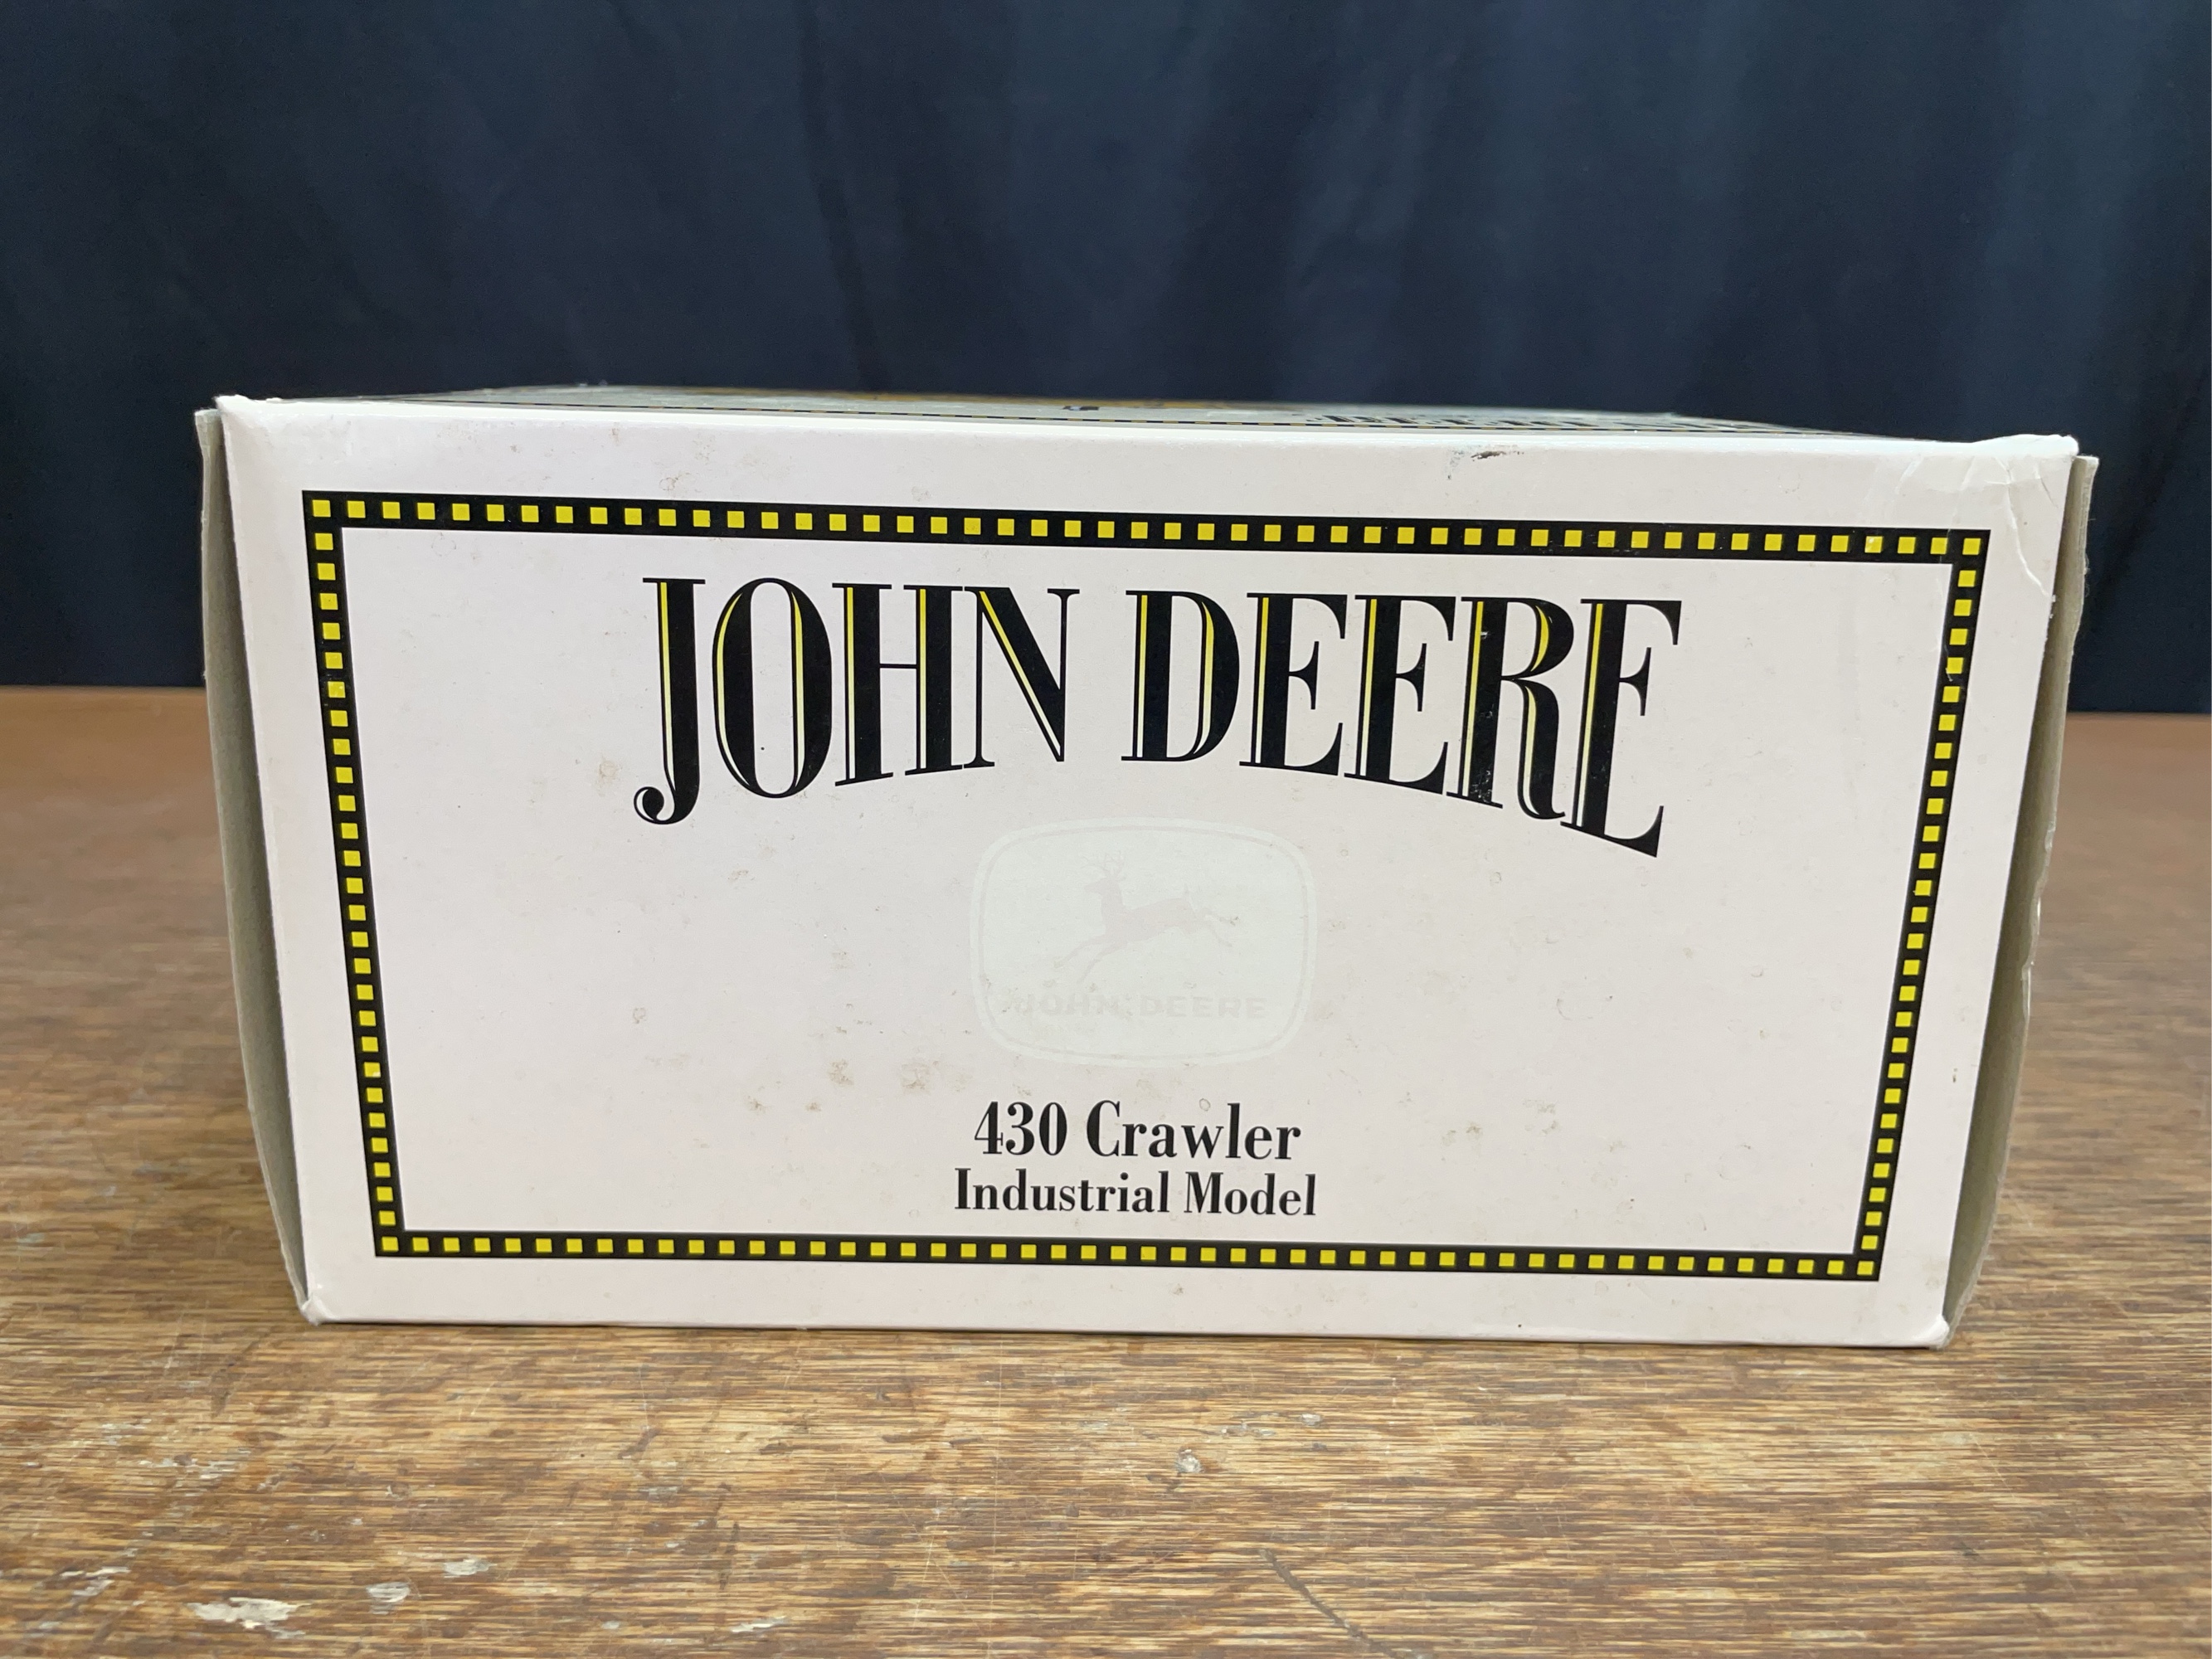 JOHN DEERE
JOHN DEERE
430 Crawler
Industrial Model